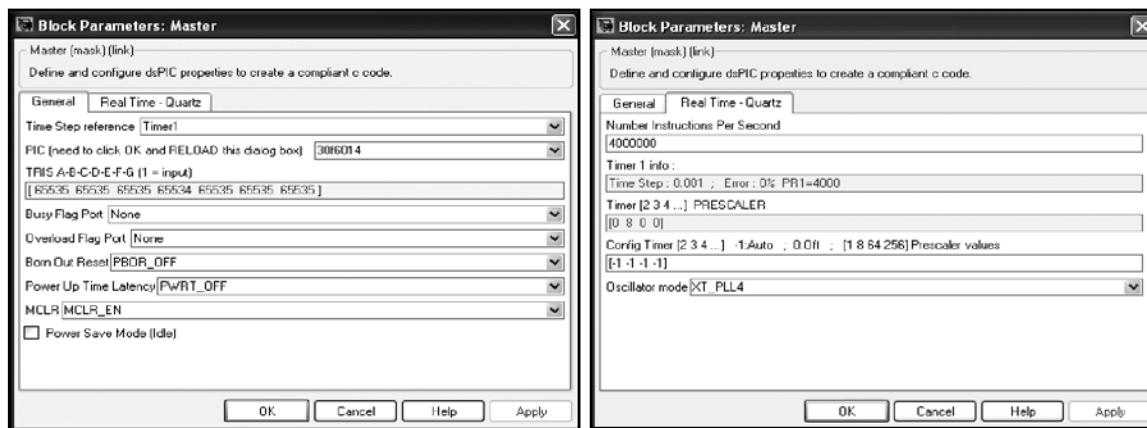 Block Parameters: Master
Master (mask) (link)
Define and configure dsPIC properties to create a compliant c code.
General
Real Time - Quartz
Time Step reference Timer1
PIC (need to click OK and RELOAD this dialog box) 30f6014
TRIS A-B-C-D-E-F-G (1 = input)
[ 65535 65535 65535 65534 65535 65535 65535 ]
Busy Flag Port None
Overload Flag Port None
Born Out Reset PBOR_OFF
Power Up Time Latency PWRT_OFF
MCLR MCLR_EN
Power Save Mode (Idle)
OK Cancel Help Apply
Block Parameters: Master
Master (mask) (link)
Define and configure dsPIC properties to create a compliant c code.
General
Real Time - Quartz
Number Instructions Per Second
4000000
Timer 1 info :
Time Step : 0.001 ; Error : 0% PR1=4000
Timer [2 3 4 ...] PRESCALER
[0 8 0 0]
Config Timer [2 3 4 ...] -1:Auto ; 0:Off ; [1 8 64 256] Prescaler values
[-1 -1 -1 -1]
Oscillator mode XT_PLL4
OK Cancel Help Apply